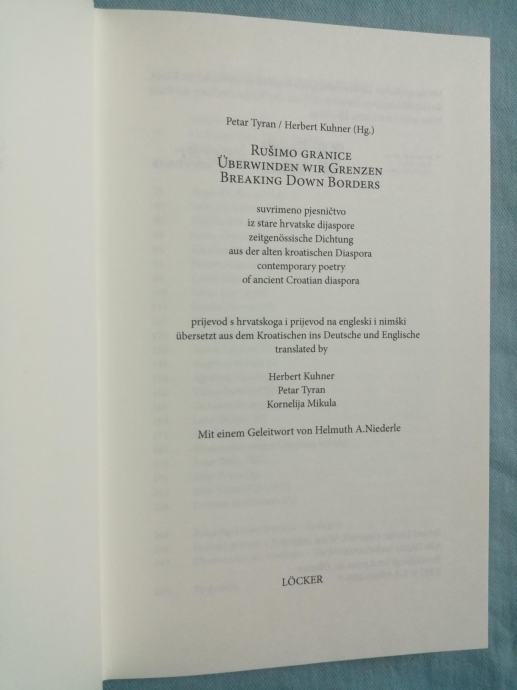 Petar Tyran / Herbert Kuhner (Hg.)
Rušimo granice
Überwinden wir Grenzen
Breaking Down Borders
suvrimeno pjesničtvo
iz stare hrvatske dijaspore
zeitgenössische Dichtung
aus der alten kroatischen Diaspora
contemporary poetry
of ancient Croatian diaspora
prijevod s hrvatskoga i prijevod na engleski i nimški
übersetzt aus dem Kroatischen ins Deutsche und Englische
translated by
Herbert Kuhner
Petar Tyran
Kornelija Mikula
Mit einem Geleitwort von Helmuth A.Niederle
LÖCKER